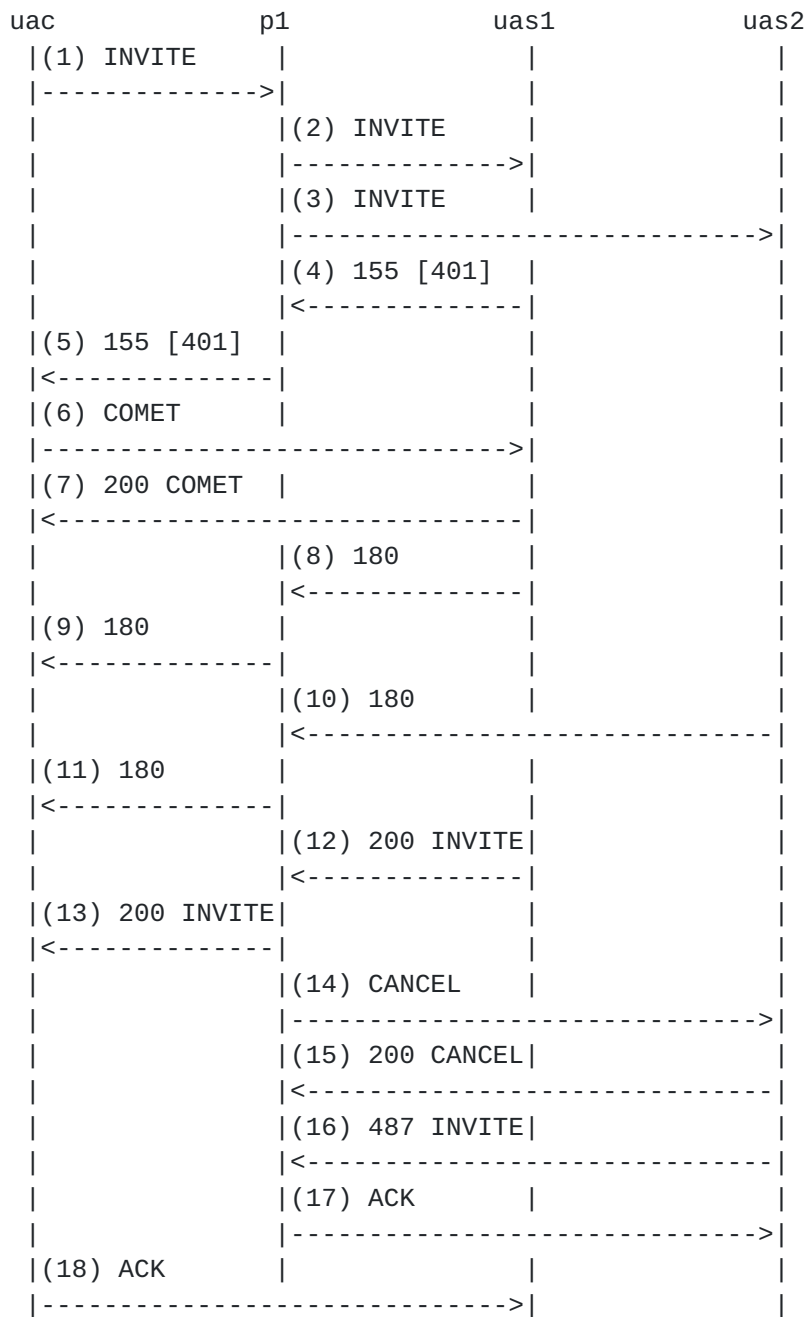 uac p1 uas1 uas2
|(1) INVITE | | |
|-------------->| | |
| |(2) INVITE | |
| |-------------->| |
| |(3) INVITE | |
| |------------------------------>|
| |(4) 155 [401] | |
| |<--------------| |
|(5) 155 [401] | | |
|<--------------| | |
|(6) COMET | | |
|------------------------------>| |
|(7) 200 COMET | | |
|<------------------------------| |
| |(8) 180 | |
| |<--------------| |
|(9) 180 | | |
|<--------------| | |
| |(10) 180 | |
| |<------------------------------|
|(11) 180 | | |
|<--------------| | |
| |(12) 200 INVITE| |
| |<--------------| |
|(13) 200 INVITE| | |
|<--------------| | |
| |(14) CANCEL | |
| |------------------------------>|
| |(15) 200 CANCEL| |
| |<------------------------------|
| |(16) 487 INVITE| |
| |<------------------------------|
| |(17) ACK | |
| |------------------------------>|
|(18) ACK | | |
|------------------------------>| |